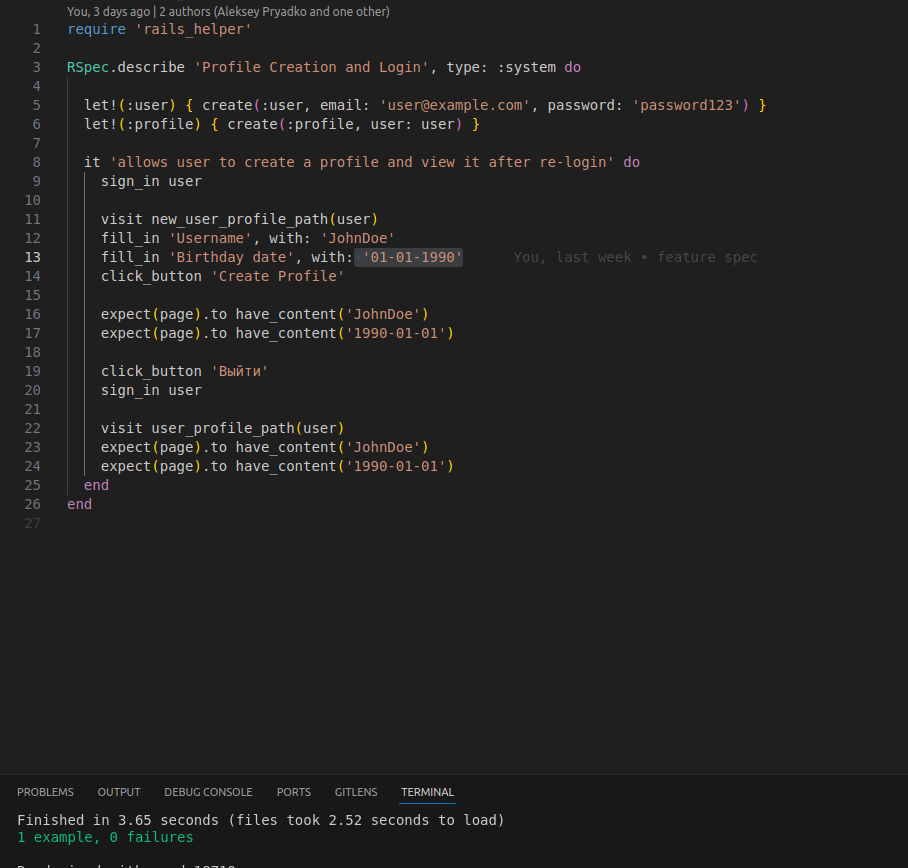 You, 3 days ago | 2 authors (Aleksey Pryadko and one other)
1 require 'rails_helper'
2
3 RSpec.describe 'Profile Creation and Login', type: :system do
4
5 let!(:user) { create(:user, email: 'user@example.com', password: 'password123') }
6 let!(:profile) { create(:profile, user: user) }
7
8 it 'allows user to create a profile and view it after re-login' do
9 sign_in user
10
11 visit new_user_profile_path(user)
12 fill_in 'Username', with: 'JohnDoe'
13 fill_in 'Birthday date', with: '01-01-1990' You, last week • feature spec
14 click_button 'Create Profile'
15
16 expect(page).to have_content('JohnDoe')
17 expect(page).to have_content('1990-01-01')
18
19 click_button 'Выйти'
20 sign_in user
21
22 visit user_profile_path(user)
23 expect(page).to have_content('JohnDoe')
24 expect(page).to have_content('1990-01-01')
25 end
26 end
27
PROBLEMS OUTPUT DEBUG CONSOLE PORTS GITLENS TERMINAL
Finished in 3.65 seconds (files took 2.52 seconds to load)
1 example, 0 failures